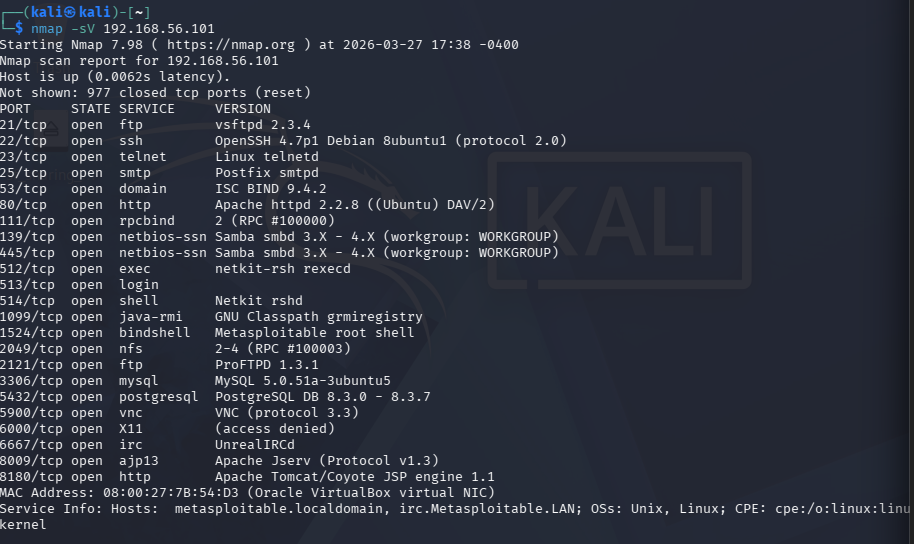 ┌──(kali㉿kali)-[~]
└─$ nmap -sV 192.168.56.101
Starting Nmap 7.98 ( https://nmap.org ) at 2026-03-27 17:38 -0400
Nmap scan report for 192.168.56.101
Host is up (0.0062s latency).
Not shown: 977 closed tcp ports (reset)
PORT     STATE SERVICE     VERSION
21/tcp   open  ftp         vsftpd 2.3.4
22/tcp   open  ssh         OpenSSH 4.7p1 Debian 8ubuntu1 (protocol 2.0)
23/tcp   open  telnet      Linux telnetd
25/tcp   open  smtp        Postfix smtpd
53/tcp   open  domain      ISC BIND 9.4.2
80/tcp   open  http        Apache httpd 2.2.8 ((Ubuntu) DAV/2)
111/tcp  open  rpcbind     2 (RPC #100000)
139/tcp  open  netbios-ssn Samba smbd 3.X - 4.X (workgroup: WORKGROUP)
445/tcp  open  netbios-ssn Samba smbd 3.X - 4.X (workgroup: WORKGROUP)
512/tcp  open  exec        netkit-rsh rexecd
513/tcp  open  login
514/tcp  open  shell       Netkit rshd
1099/tcp open  java-rmi    GNU Classpath grmiregistry
1524/tcp open  bindshell   Metasploitable root shell
2049/tcp open  nfs         2-4 (RPC #100003)
2121/tcp open  ftp         ProFTPD 1.3.1
3306/tcp open  mysql       MySQL 5.0.51a-3ubuntu5
5432/tcp open  postgresql  PostgreSQL DB 8.3.0 - 8.3.7
5900/tcp open  vnc         VNC (protocol 3.3)
6000/tcp open  X11         (access denied)
6667/tcp open  irc         UnrealIRCd
8009/tcp open  ajp13       Apache Jserv (Protocol v1.3)
8180/tcp open  http        Apache Tomcat/Coyote JSP engine 1.1
MAC Address: 08:00:27:7B:54:D3 (Oracle VirtualBox virtual NIC)
Service Info: Hosts:  metasploitable.localdomain, irc.Metasploitable.LAN; OSs: Unix, Linux; CPE: cpe:/o:linux:linu
kernel
KALI